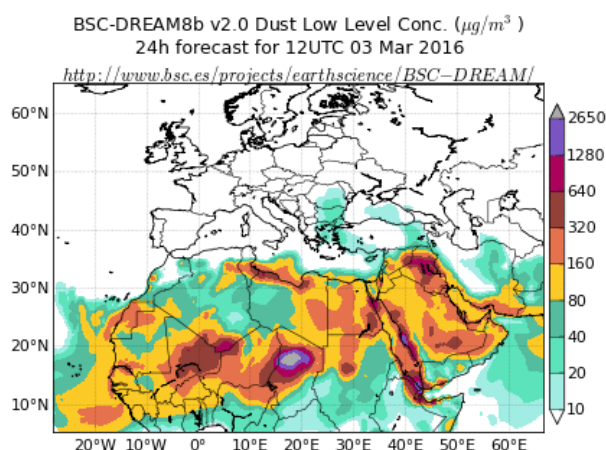 BSC-DREAM8b v2.0 Dust Low Level Conc. (μg/m³ )
24h forecast for 12UTC 03 Mar 2016
http://www.bsc.es/projects/earthscience/BSC−DREAM/
60°N
50°N
40°N
30°N
20°N
10°N
20°W 10°W 0° 10°E 20°E 30°E 40°E 50°E 60°E
2650
1280
640
320
160
80
40
20
10